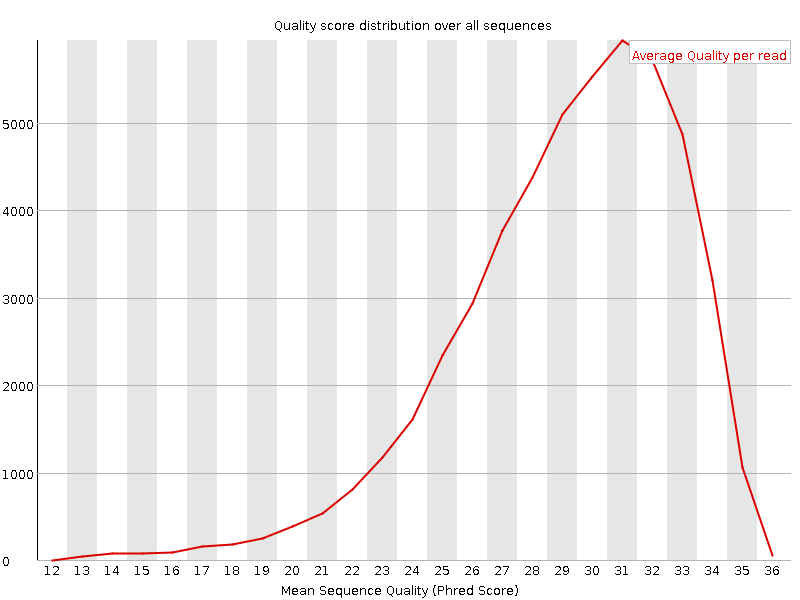 Quality score distribution over all sequences
Average Quality per read
5000
4000
3000
2000
1000
0
12 13 14 15 16 17 18 19 20 21 22 23 24 25 26 27 28 29 30 31 32 33 34 35 36
Mean Sequence Quality (Phred Score)